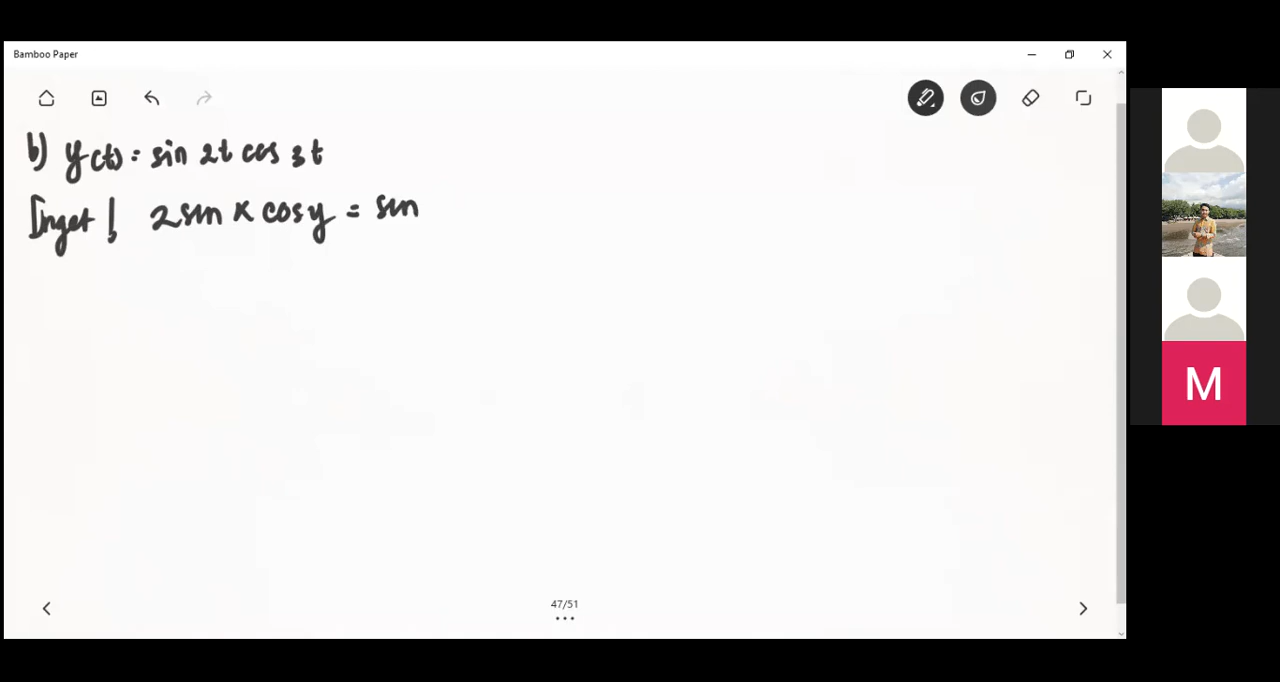 Bamboo Paper
b) y(t) = sin 2t cos 3t
Inget ! 2 sin x cos y = sin
M
47/51